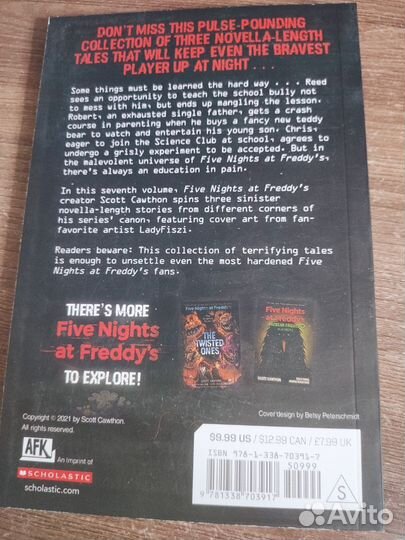 DON'T MISS THIS PULSE-POUNDING
COLLECTION OF THREE NOVELLA-LENGTH
TALES THAT WILL KEEP EVEN THE BRAVEST
PLAYER UP AT NIGHT . . .
Some things must be learned the hard way . . . Reed
sees an opportunity to teach the school bully not
to mess with him, but ends up mangling the lesson.
Robert, an exhausted single father, gets a crash
course in parenting when he buys a fancy new teddy
bear to watch and entertain his young son. Chris,
eager to join the Science Club at school, agrees to
undergo a grisly experiment to be accepted. But in
the malevolent universe of Five Nights at Freddy's,
there's always an education in pain.
In this seventh volume, Five Nights at Freddy's
creator Scott Cawthon spins three sinister
novella-length stories from different corners of
his series' canon, featuring cover art from fan-
favorite artist LadyFiszi.
Readers beware: This collection of terrifying tales
is enough to unsettle even the most hardened Five
Nights at Freddy's fans.
THERE'S MORE
Five Nights
at Freddy's
TO EXPLORE!
Five Nights at Freddy's
THE
TWISTED
ONES
Five Nights
at Freddy's
SCOTT CAWTHON
Copyright © 2021 by Scott Cawthon.
All rights reserved.
Cover design by Betsy Peterschmidt
AFK
An Imprint of
SCHOLASTIC
scholastic.com
$9.99 US / $12.99 CAN / £7.99 UK
ISBN 978-1-338-70391-7
50999
9 781338 703917
S
Avito